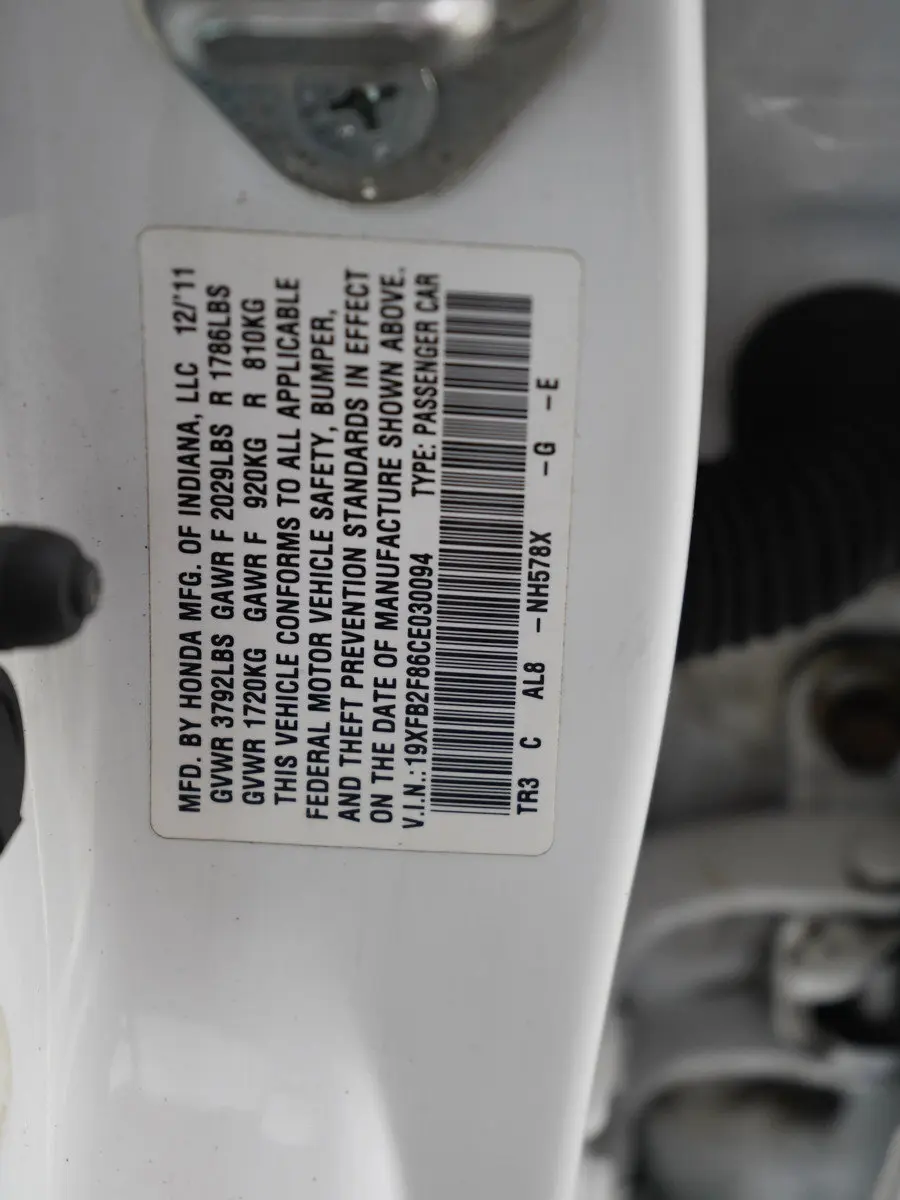 MFD. BY HONDA MFG. OF INDIANA, LLC 12/'11
GVWR 3792LBS GAWR F 2029LBS R 1786LBS
GVWR 1720KG GAWR F 920KG R 810KG
THIS VEHICLE CONFORMS TO ALL APPLICABLE
FEDERAL MOTOR VEHICLE SAFETY, BUMPER,
AND THEFT PREVENTION STANDARDS IN EFFECT
ON THE DATE OF MANUFACTURE SHOWN ABOVE.
V.I.N.:19XFB2F86CE030094 TYPE: PASSENGER CAR
TR3 C AL8 -NH578X -G -E